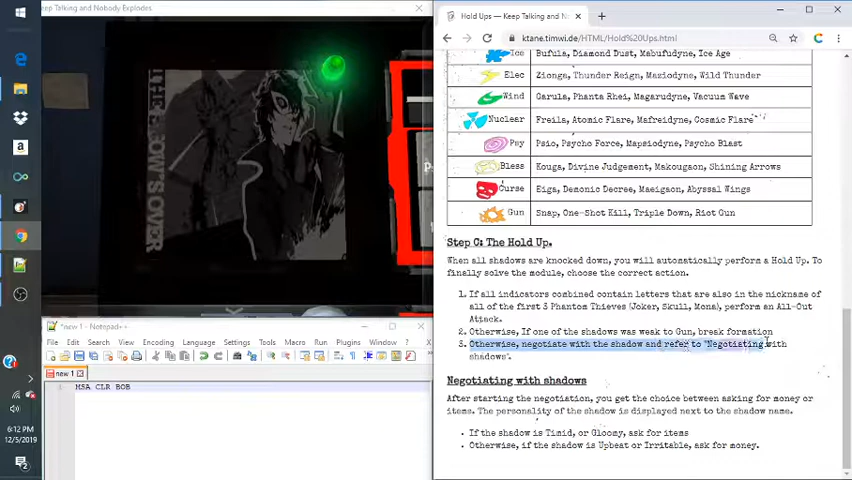 Keep Talking and Nobody Explodes
Hold Ups — Keep Talking and N
ktane.timwi.de/HTML/Hold%20Ups.html
Ice
Bufula, Diamond Dust, Mabufudyne, Ice Age
Elec
Zionga, Thunder Reign, Maziodyne, Wild Thunder
Wind
Garula, Phanta Rhei, Magarudyne, Vacuum Wave
Nuclear
Freila, Atomic Flare, Mafreidyne, Cosmic Flare
Psy
Psio, Psycho Force, Mapsiodyne, Psycho Blast
Bless
Kouga, Divine Judgement, Makougaon, Shining Arrows
Curse
Eiga, Demonic Decree, Maeigaon, Abyssal Wings
Gun
Snap, One-Shot Kill, Triple Down, Riot Gun
Step C: The Hold Up.
When all shadows are knocked down, you will automatically perform a Hold Up. To
finally solve the module, choose the correct action.
1. If all indicators combined contain letters that are also in the nickname of
all of the first 3 Phantom Thieves (Joker, Skull, Mona), perform an All-Out
Attack.
2. Otherwise, If one of the shadows was weak to Gun, break formation
3. Otherwise, negotiate with the shadow and refer to "Negotiating with
shadows".
Negotiating with shadows
After starting the negotiation, you get the choice between asking for money or
items. The personality of the shadow is displayed next to the shadow name.
• If the shadow is Timid, or Gloomy, ask for items
• Otherwise, if the shadow is Upbeat or Irritable, ask for money.
*new 1 - Notepad++
File Edit Search View Encoding Language Settings Tools Macro Run Plugins Window ?
new 1
1 MSA CLR BOB
6:12 PM
12/5/2019